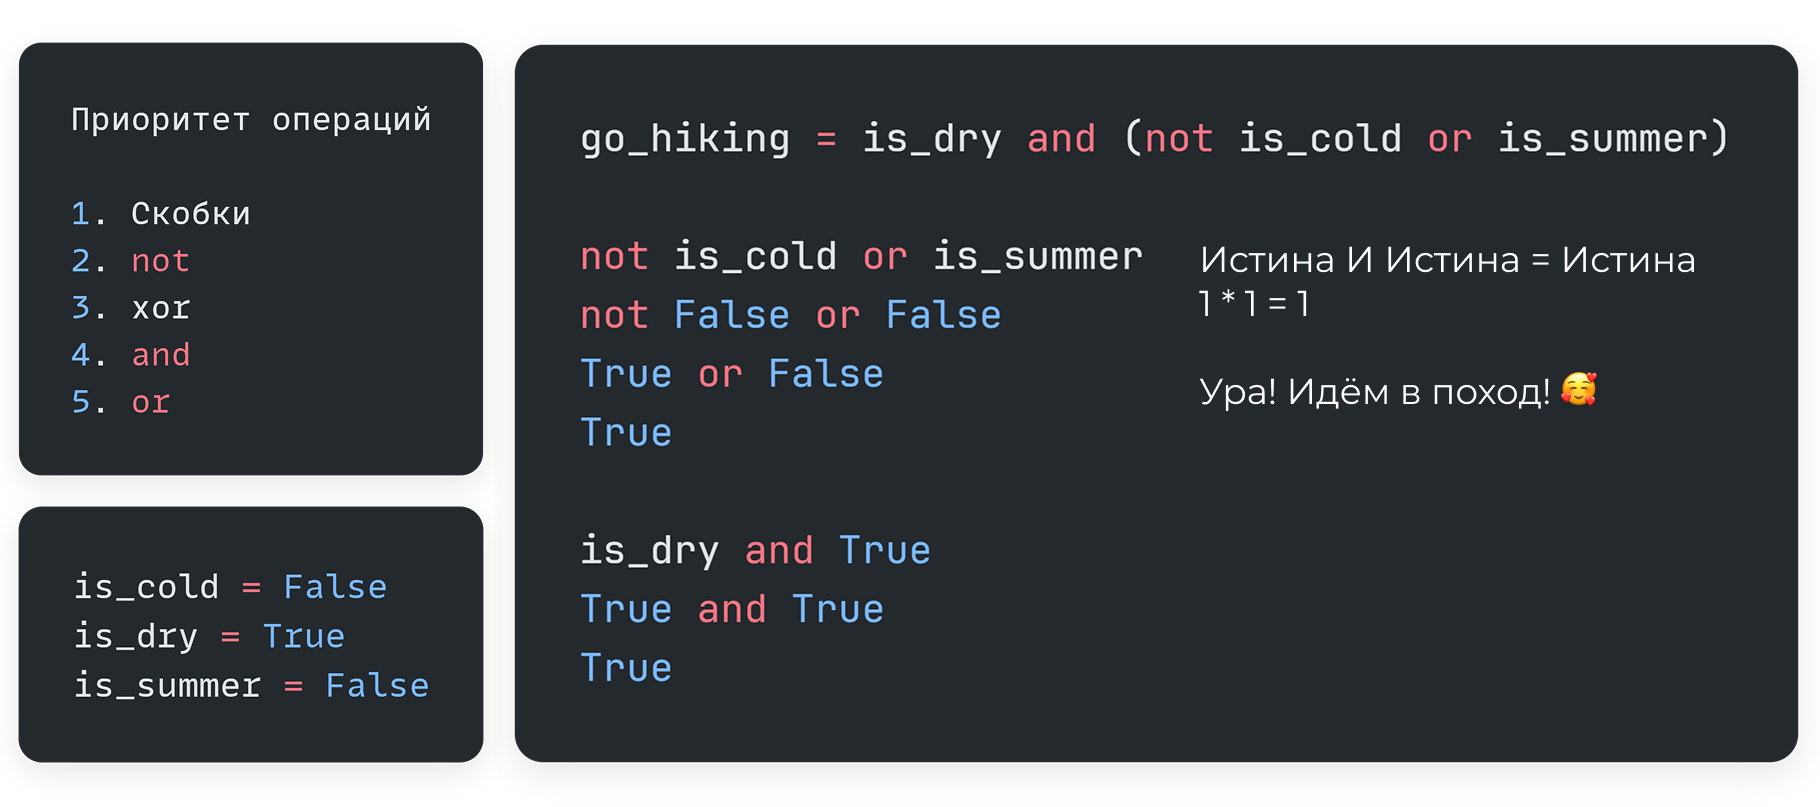 Приоритет операций
1. Скобки
2. not
3. xor
4. and
5. or
is_cold = False
is_dry = True
is_summer = False
go_hiking = is_dry and (not is_cold or is_summer)
not is_cold or is_summer
not False or False
True or False
True
is_dry and True
True and True
True
Истина И Истина = Истина
1 * 1 = 1
Ура! Идём в поход! 🥰